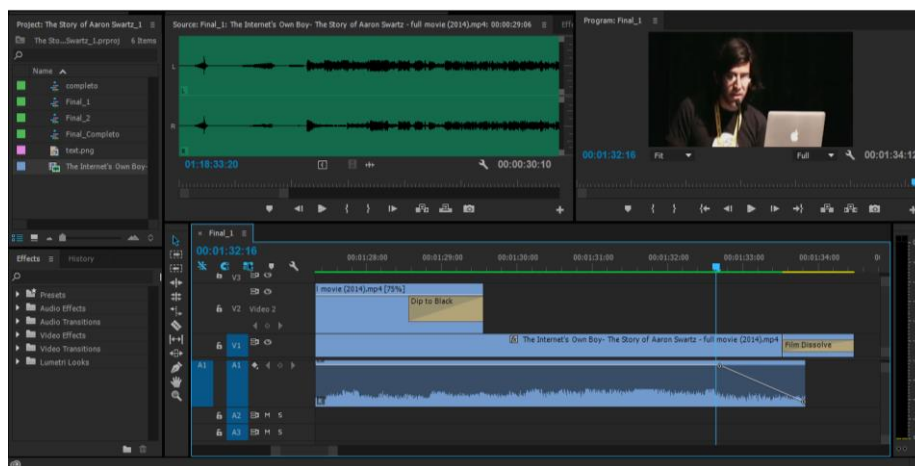 Project: The Story of Aaron Swartz_1
The Sto...Swartz_1.prproj) 6 Items
Name
completo
Final_1
Final_2
Final_Completo
text.png
The Internet's Own Boy-
Effects
History
Presets
Audio Effects
Audio Transitions
Video Effects
Video Transitions
Lumetri Looks
Source: Final_1: The Internet's Own Boy- The Story of Aaron Swartz - full movie (2014).mp4: 00:00:29:06
Effe
L
R
01:18:33:20
00:00:30:10
Program: Final_1
00:01:32:16
Fit
Full
00:01:34:12
Final_1
00:01:32:16
00:01:28:00 00:01:29:00 00:01:30:00 00:01:31:00 00:01:32:00 00:01:33:00 00:01:34:00
V3
l movie (2014).mp4 [75%]
Dip to Black
V2 Video 2
V1
The Internet's Own Boy- The Story of Aaron Swartz - full movie (2014).mp4
Film Dissolve
A1 A1
A2 M S
A3 M S